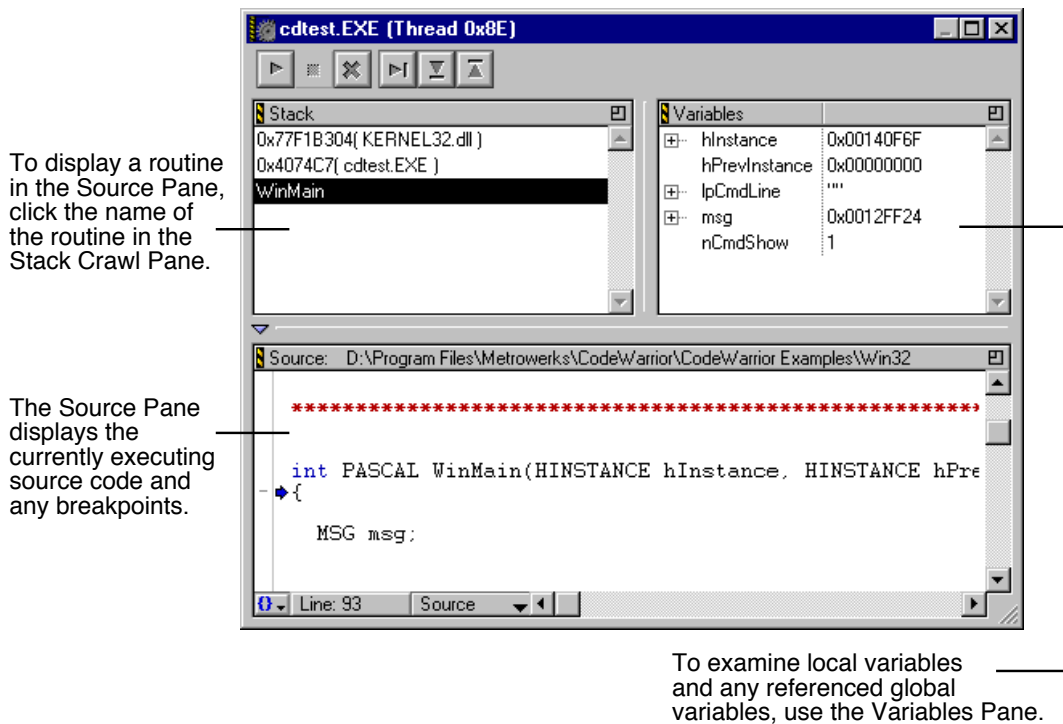 cdtest.EXE (Thread 0x8E)
Stack
0x77F1B304( KERNEL32.dll )
0x4074C7( cdtest.EXE )
WinMain
Variables
hInstance 0x00140F6F
hPrevInstance 0x00000000
lpCmdLine ""
msg 0x0012FF24
nCmdShow 1
To display a routine
in the Source Pane,
click the name of
the routine in the
Stack Crawl Pane.
Source: D:\Program Files\Metrowerks\CodeWarrior\CodeWarrior Examples\Win32
*******************************************************
int PASCAL WinMain(HINSTANCE hInstance, HINSTANCE hPre
{
MSG msg;
The Source Pane
displays the
currently executing
source code and
any breakpoints.
{} Line: 93 Source
To examine local variables
and any referenced global
variables, use the Variables Pane.